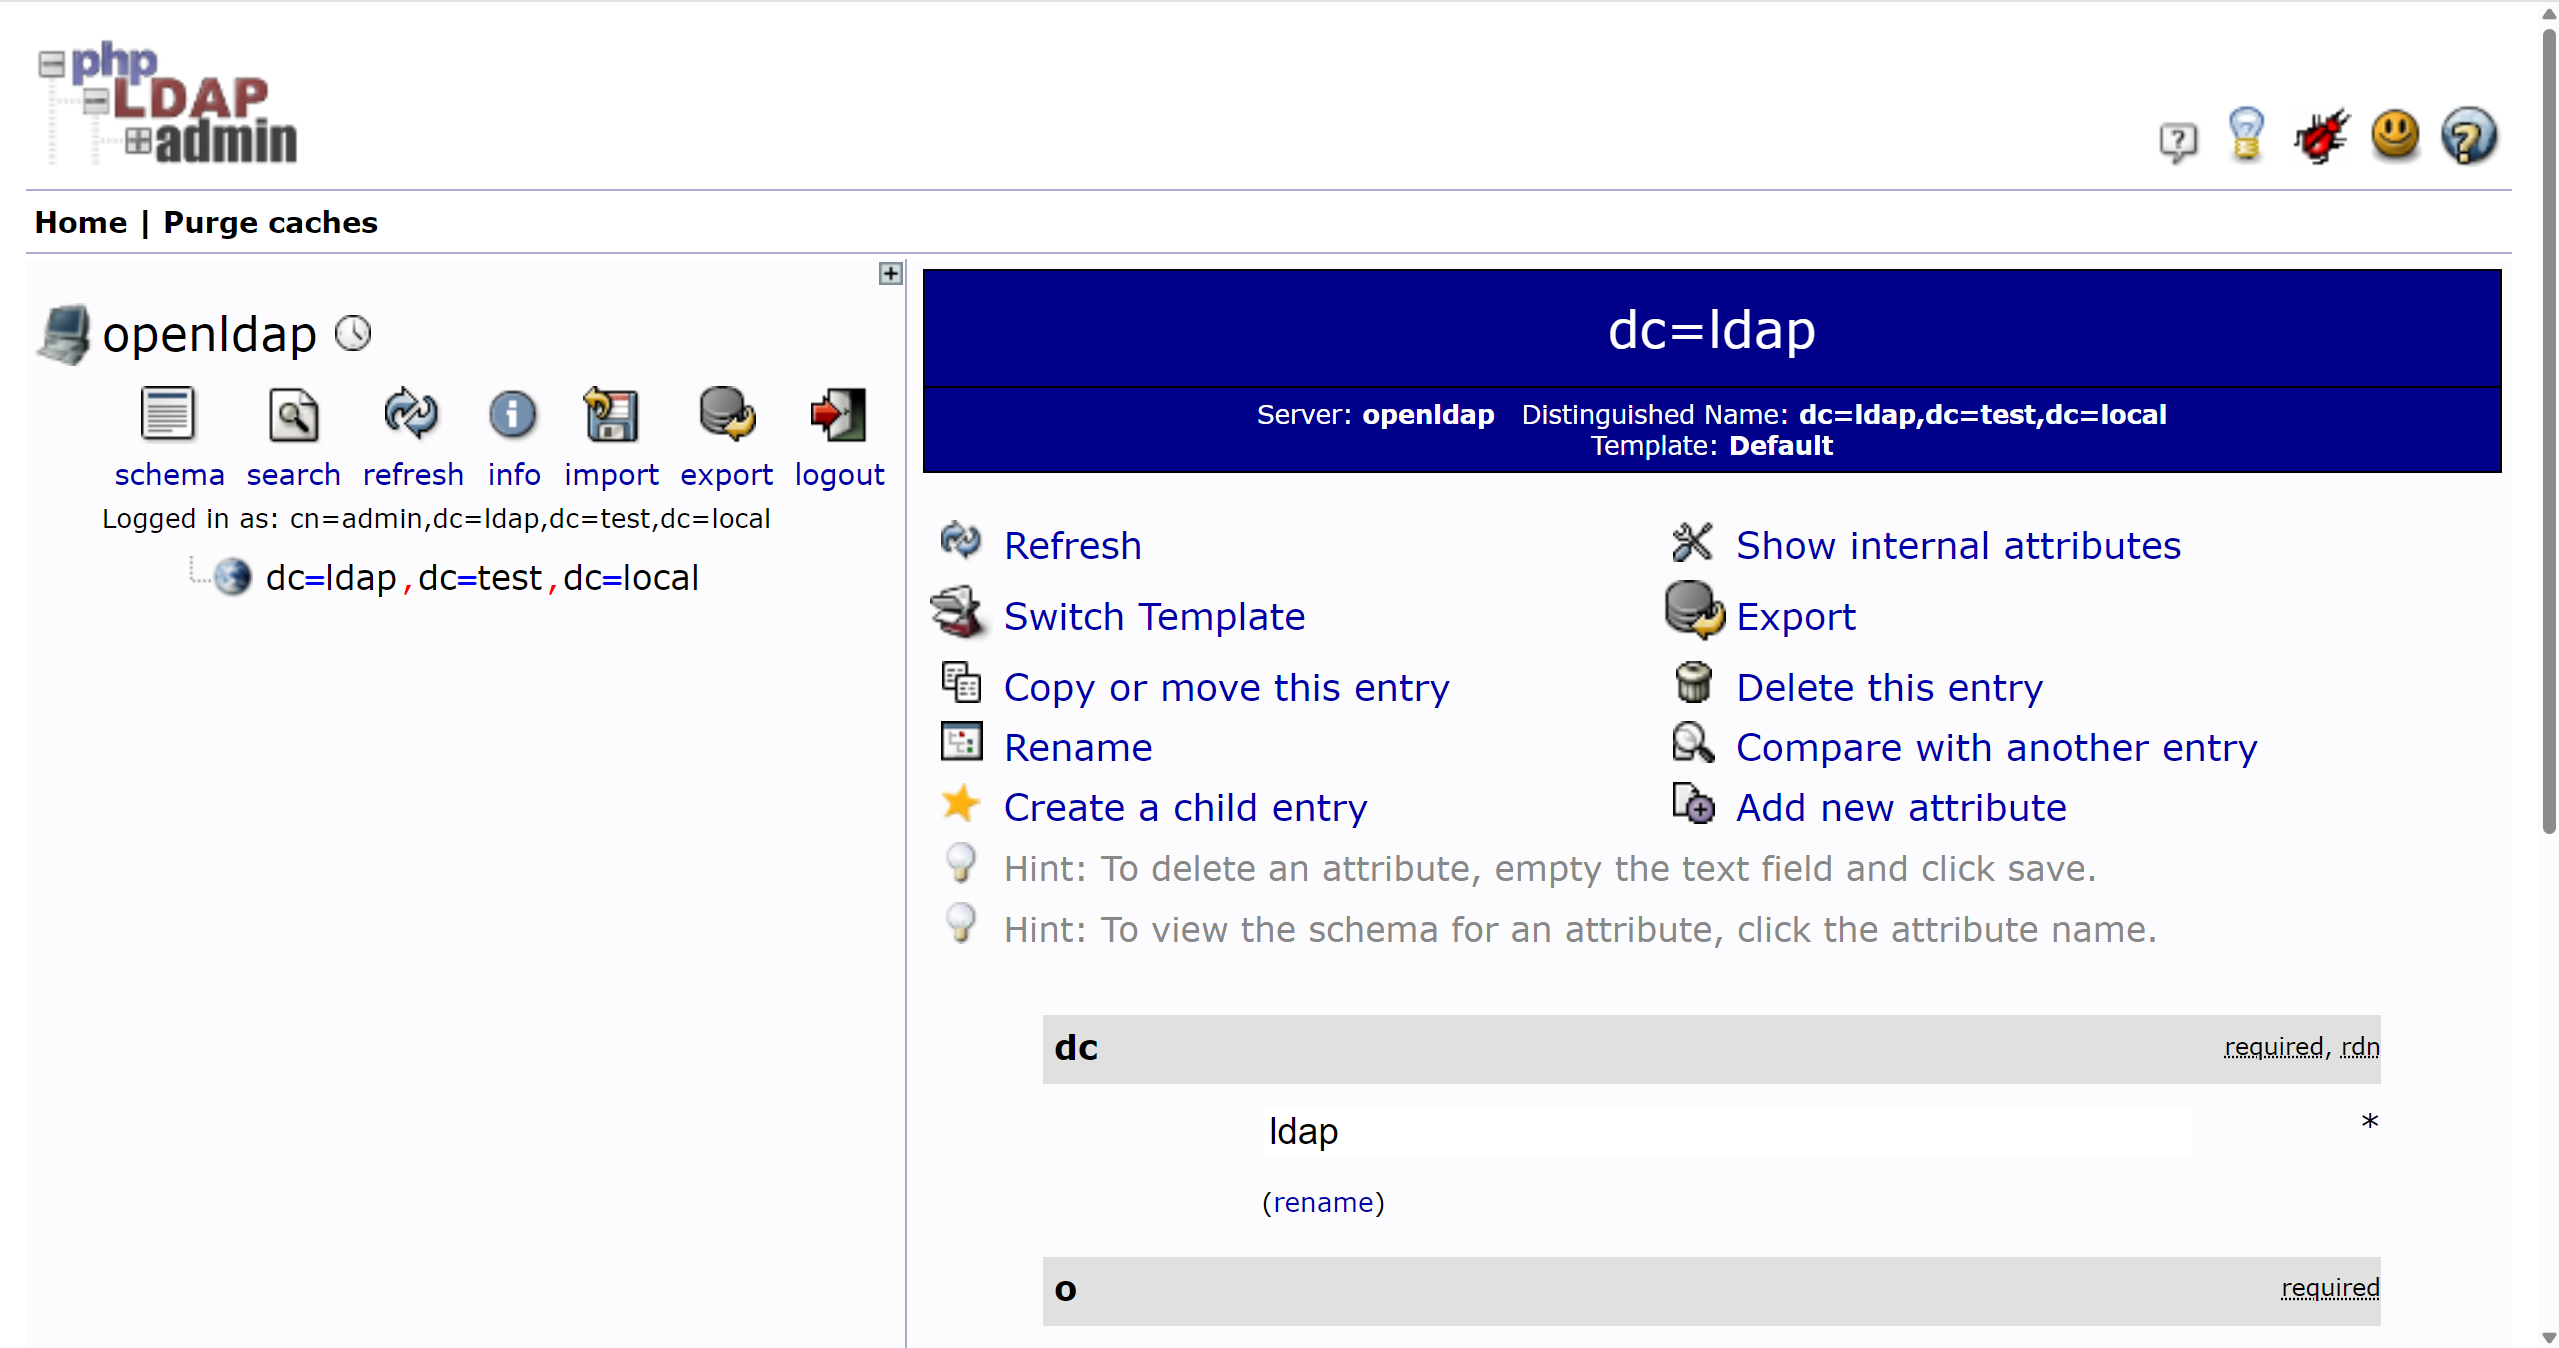 php
LDAP
admin
Home | Purge caches
openldap
schema search refresh info import export logout
Logged in as: cn=admin,dc=ldap,dc=test,dc=local
dc=ldap,dc=test,dc=local
dc=ldap
Server: openldap Distinguished Name: dc=ldap,dc=test,dc=local
Template: Default
Refresh
Show internal attributes
Switch Template
Export
Copy or move this entry
Delete this entry
Rename
Compare with another entry
Create a child entry
Add new attribute
Hint: To delete an attribute, empty the text field and click save.
Hint: To view the schema for an attribute, click the attribute name.
dc
required, rdn
ldap
*
(rename)
o
required